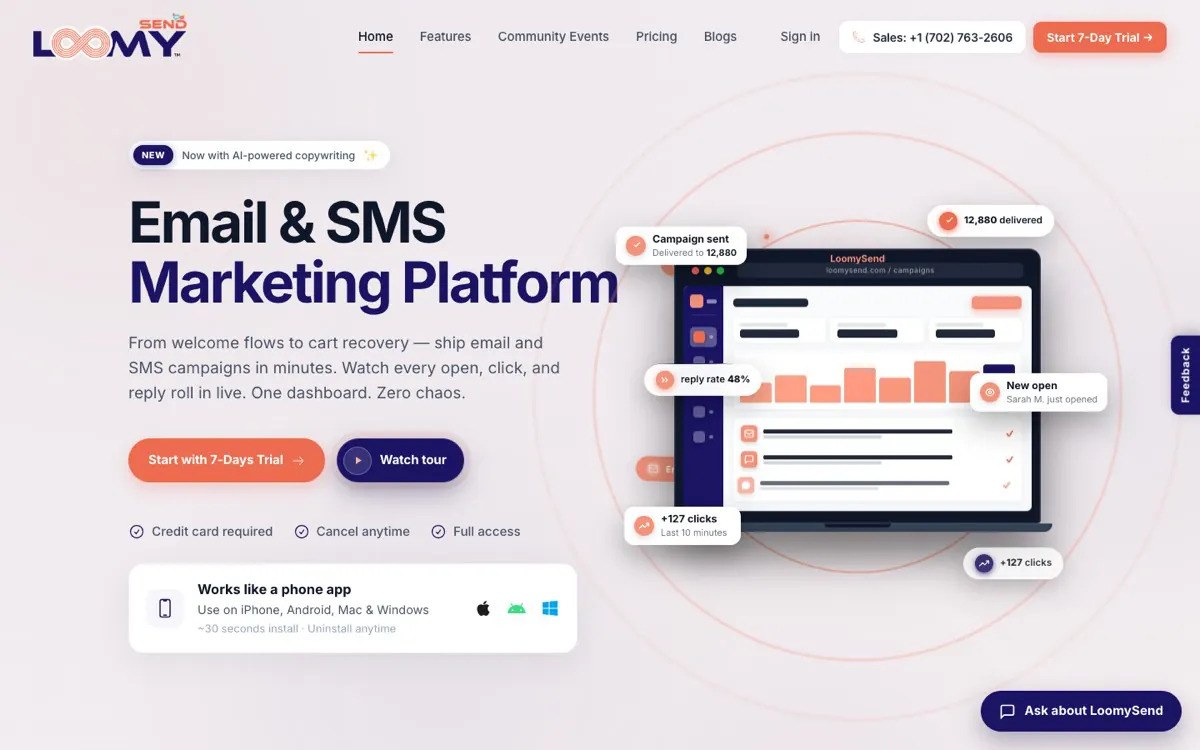 SEND
LOOMY
Home
Features
Community Events
Pricing
Blogs
Sign in
Sales: +1 (702) 763-2606
Start 7-Day Trial →
NEW
Now with AI-powered copywriting ✨
Email & SMS
Marketing Platform
From welcome flows to cart recovery — ship email and
SMS campaigns in minutes. Watch every open, click, and
reply roll in live. One dashboard. Zero chaos.
Start with 7-Days Trial →
Watch tour
Credit card required
Cancel anytime
Full access
Works like a phone app
Use on iPhone, Android, Mac & Windows
~30 seconds install · Uninstall anytime
Campaign sent
Delivered to 12,880
12,880 delivered
LoomySend
loomysend.com / campaigns
reply rate 48%
New open
Sarah M. just opened
+127 clicks
Last 10 minutes
+127 clicks
Feedback
Ask about LoomySend